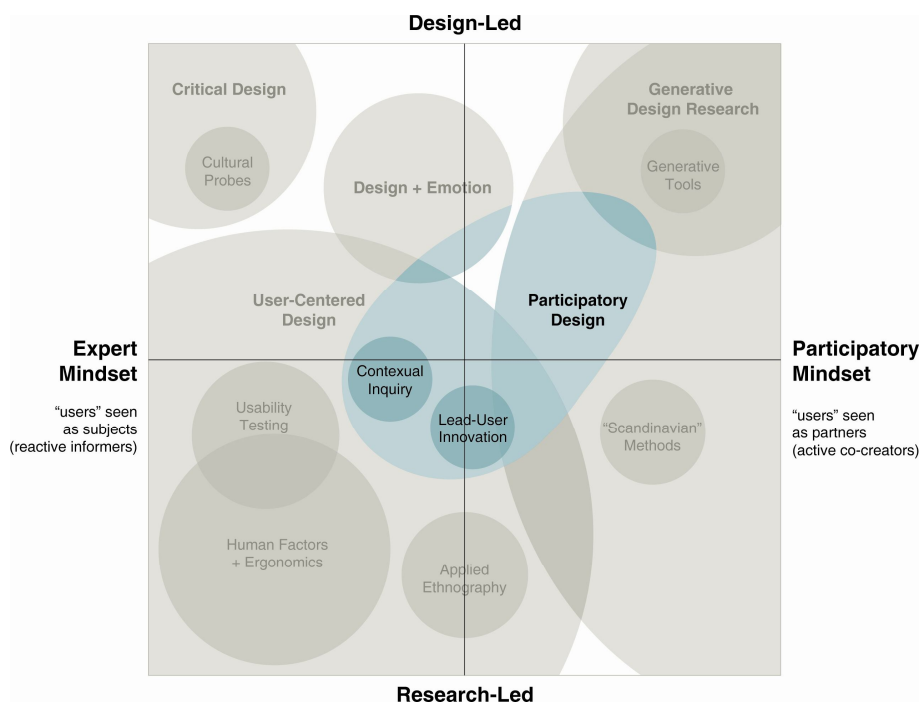 Design-Led
Critical Design
Cultural
Probes
Design + Emotion
Generative
Design Research
Generative
Tools
User-Centered
Design
Participatory
Design
Expert
Mindset
“users” seen
as subjects
(reactive informers)
Participatory
Mindset
“users” seen
as partners
(active co-creators)
Contexual
Inquiry
Lead-User
Innovation
Usability
Testing
“Scandinavian”
Methods
Human Factors
+ Ergonomics
Applied
Ethnography
Research-Led